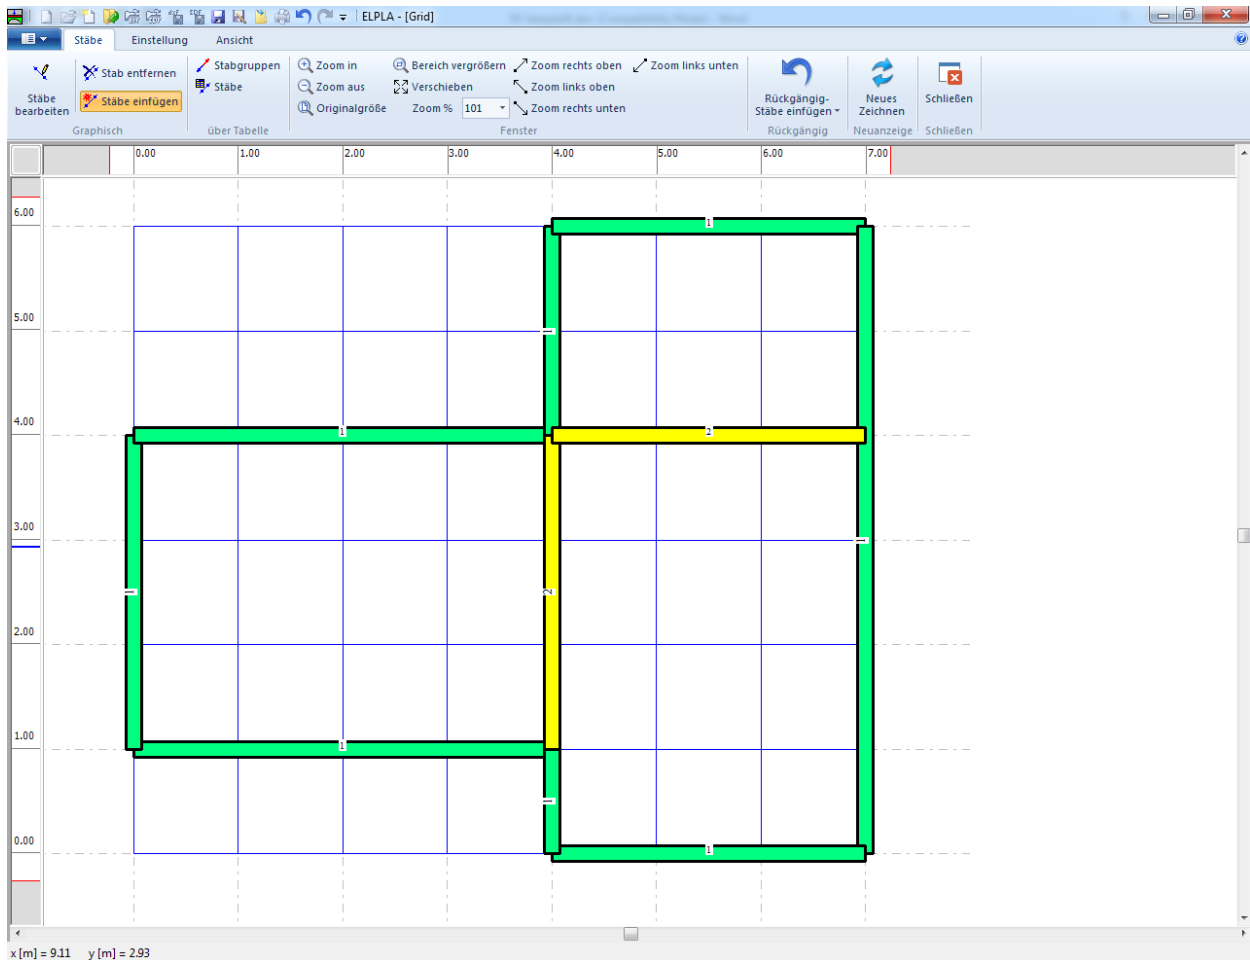 ELPLA - [Grid]
Stäbe Einstellung Ansicht
Stäbe bearbeiten
Stab entfernen
Stäbe einfügen
Graphisch
Stabgruppen
Stäbe
über Tabelle
Zoom in
Zoom aus
Originalgröße
Bereich vergrößern
Verschieben
Zoom % 101
Zoom rechts oben
Zoom links oben
Zoom rechts unten
Zoom links unten
Fenster
Rückgängig-
Stäbe einfügen
Rückgängig
Neues
Zeichnen
Neuanzeige
Schließen
Schließen
0.00 1.00 2.00 3.00 4.00 5.00 6.00 7.00
6.00
1
5.00
1
4.00
1 2
3.00
1
1 2
2.00
1.00
1
1
0.00
1
x [m] = 9.11 y [m] = 2.93